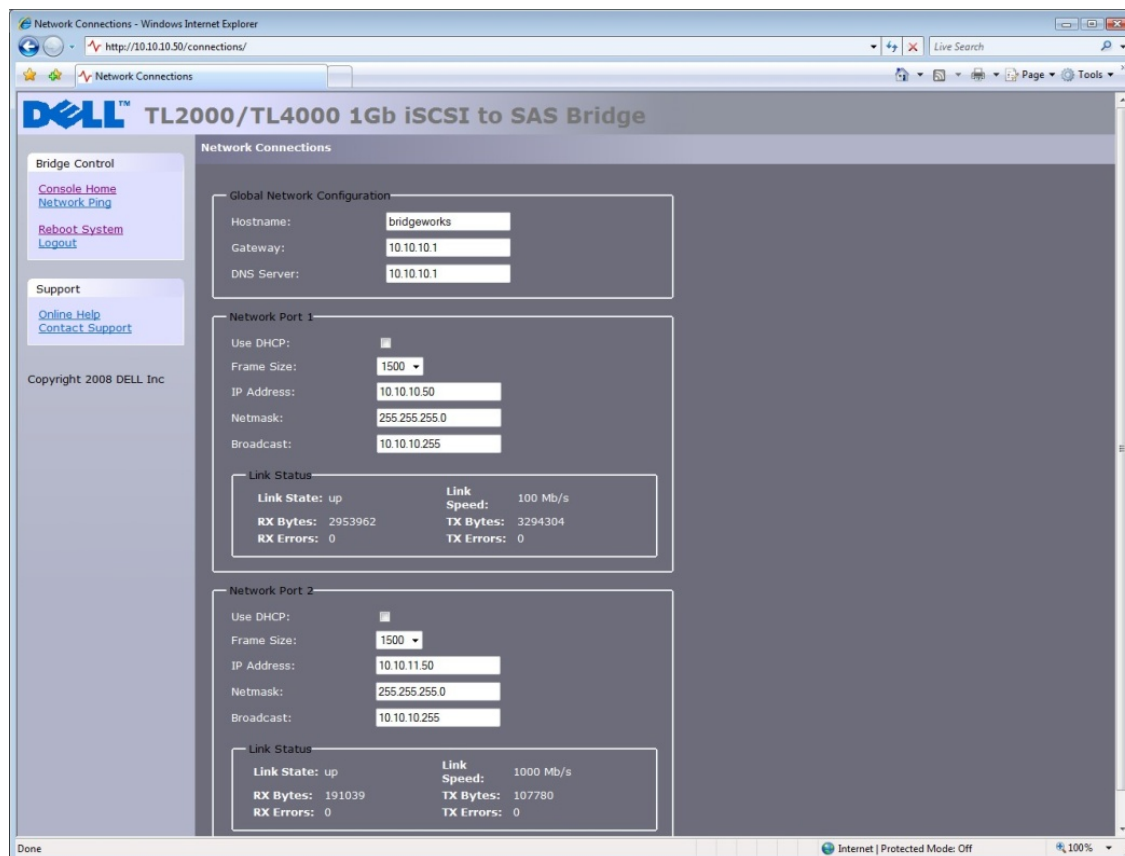 Network Connections - Windows Internet Explorer
http://10.10.10.50/connections/
Live Search
Network Connections
Page
Tools
DELL™ TL2000/TL4000 1Gb iSCSI to SAS Bridge
Network Connections
Bridge Control
Console Home
Network Ping
Reboot System
Logout
Support
Online Help
Contact Support
Copyright 2008 DELL Inc
Global Network Configuration
Hostname: bridgeworks
Gateway: 10.10.10.1
DNS Server: 10.10.10.1
Network Port 1
Use DHCP:
Frame Size: 1500
IP Address: 10.10.10.50
Netmask: 255.255.255.0
Broadcast: 10.10.10.255
Link Status
Link State: up Link Speed: 100 Mb/s
RX Bytes: 2953962 TX Bytes: 3294304
RX Errors: 0 TX Errors: 0
Network Port 2
Use DHCP:
Frame Size: 1500
IP Address: 10.10.11.50
Netmask: 255.255.255.0
Broadcast: 10.10.10.255
Link Status
Link State: up Link Speed: 1000 Mb/s
RX Bytes: 191039 TX Bytes: 107780
RX Errors: 0 TX Errors: 0
Done
Internet | Protected Mode: Off
100%